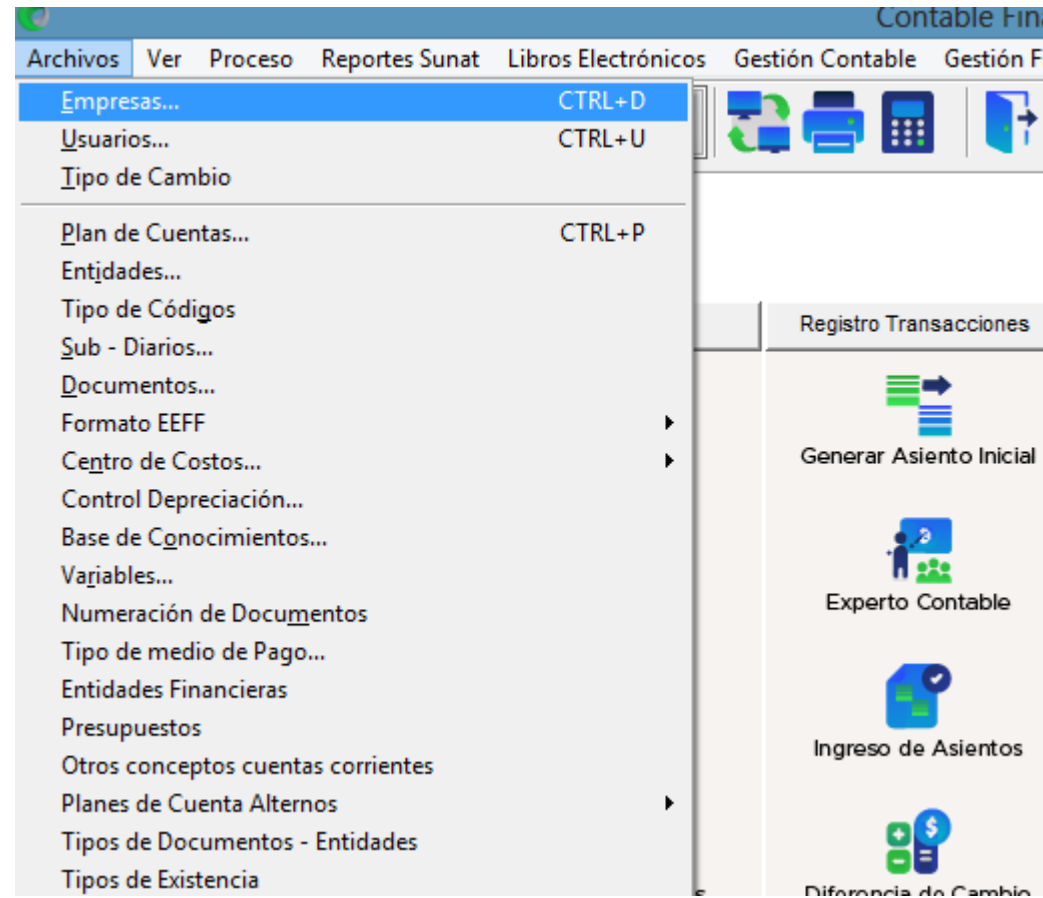 Contable Fina
Archivos Ver Proceso Reportes Sunat Libros Electrónicos Gestión Contable Gestión F
Empresas... CTRL+D
Usuarios... CTRL+U
Tipo de Cambio
Plan de Cuentas... CTRL+P
Entidades...
Tipo de Códigos
Sub - Diarios...
Documentos...
Formato EEFF
Centro de Costos...
Control Depreciación...
Base de Conocimientos...
Variables...
Numeración de Documentos
Tipo de medio de Pago...
Entidades Financieras
Presupuestos
Otros conceptos cuentas corrientes
Planes de Cuenta Alternos
Tipos de Documentos - Entidades
Tipos de Existencia
Registro Transacciones
Generar Asiento Inicial
Experto Contable
Ingreso de Asientos
Diferencia de Cambio